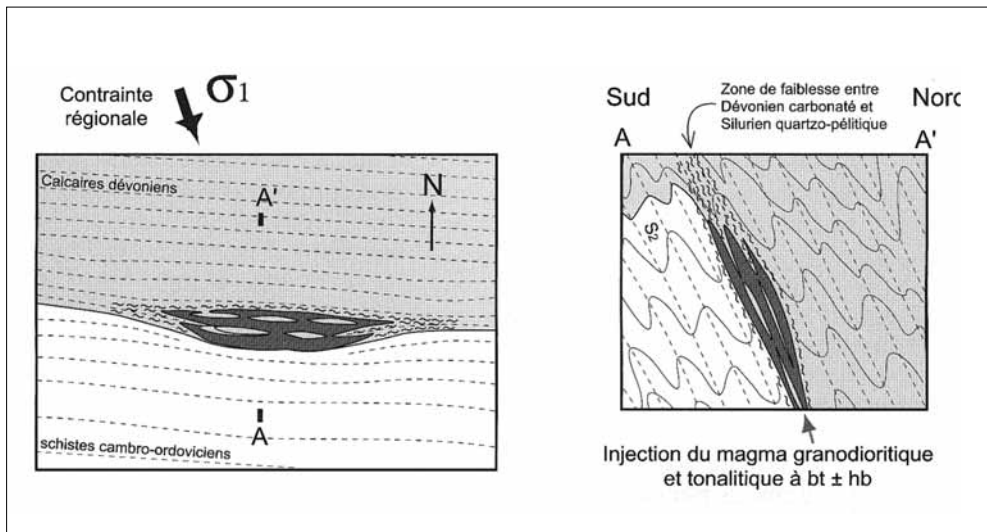 Contrainte
régionale
σ1
Calcaires dévoniens
A'
N
A
schistes cambro-ordoviciens
Zone de faiblesse entre
Dévonien carbonaté et
Silurien quartzo-pélitique
Sud
Nord
A
A'
S2
Injection du magma granodioritique
et tonalitique à bt ± hb